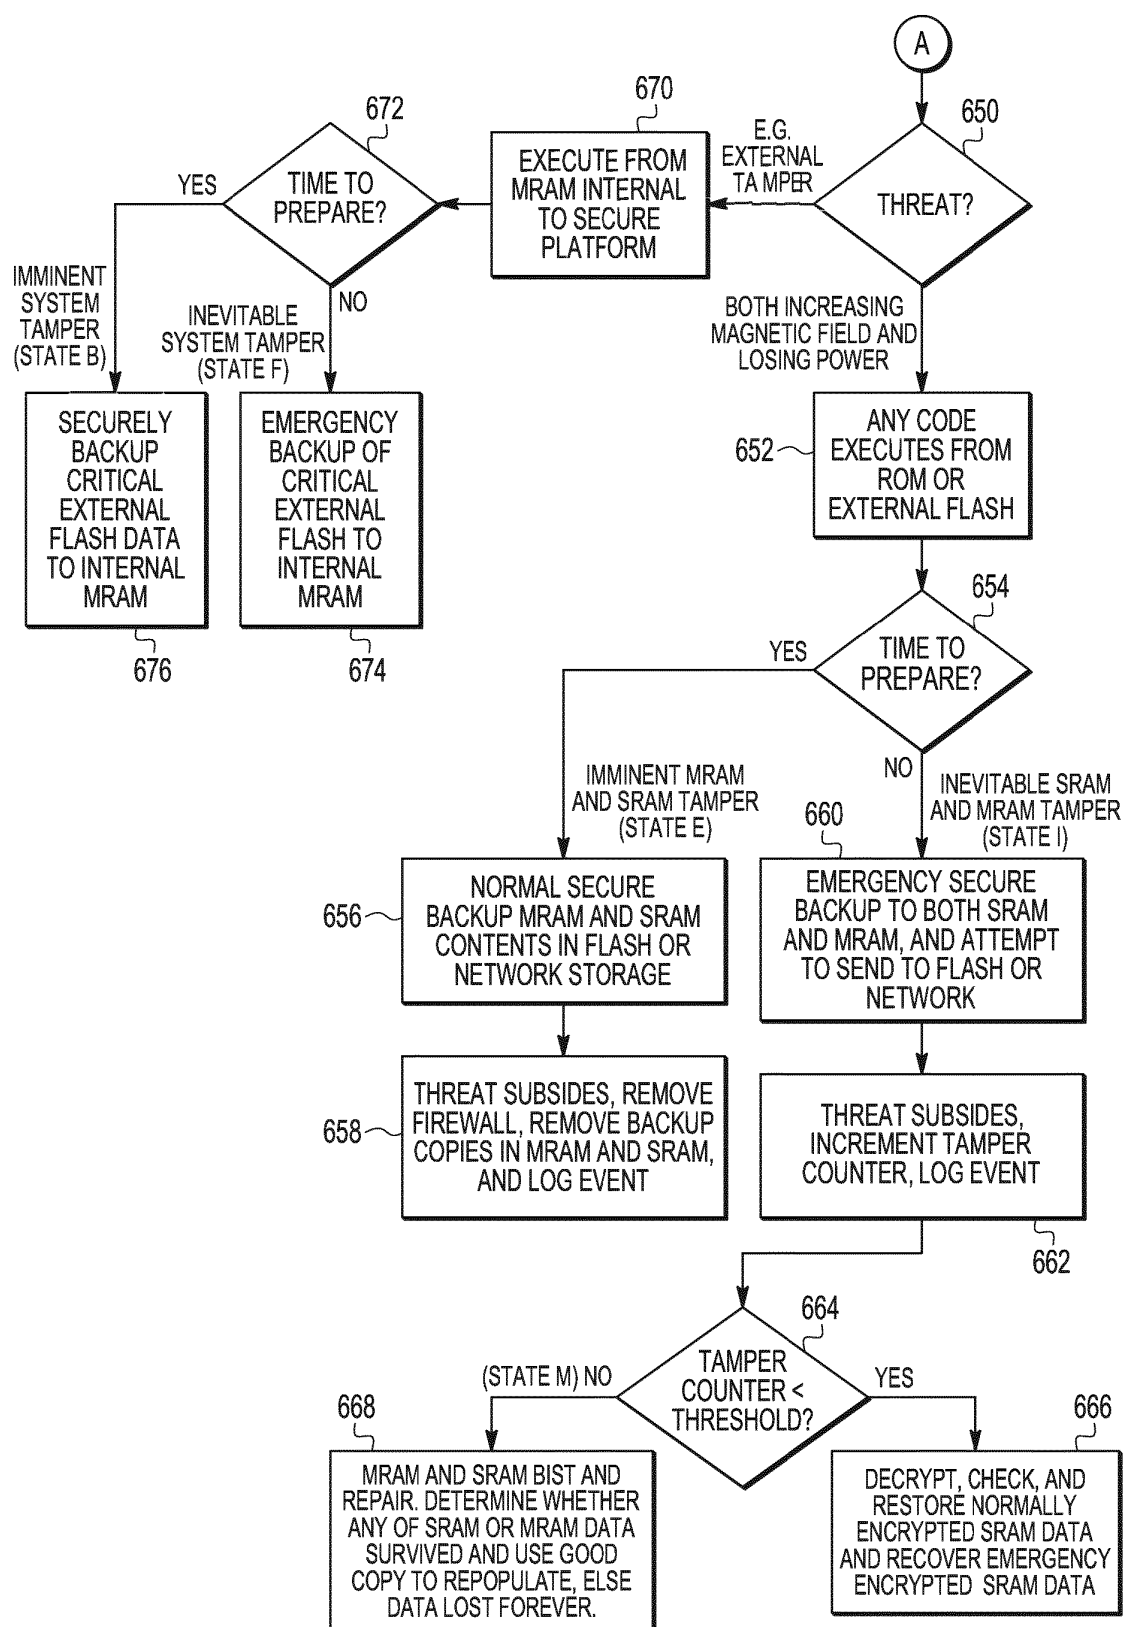 A
650
THREAT?
E.G.
EXTERNAL
TAMPER
670
EXECUTE FROM
MRAM INTERNAL
TO SECURE
PLATFORM
672
TIME TO
PREPARE?
YES
IMMINENT
SYSTEM
TAMPER
(STATE B)
NO
INEVITABLE
SYSTEM TAMPER
(STATE F)
SECURELY
BACKUP
CRITICAL
EXTERNAL
FLASH DATA
TO INTERNAL
MRAM
676
EMERGENCY
BACKUP OF
CRITICAL
EXTERNAL
FLASH TO
INTERNAL
MRAM
674
BOTH INCREASING
MAGNETIC FIELD AND
LOSING POWER
652
ANY CODE
EXECUTES FROM
ROM OR
EXTERNAL FLASH
654
TIME TO
PREPARE?
YES
IMMINENT MRAM
AND SRAM TAMPER
(STATE E)
NO
INEVITABLE SRAM
AND MRAM TAMPER
(STATE I)
656
NORMAL SECURE
BACKUP MRAM AND SRAM
CONTENTS IN FLASH OR
NETWORK STORAGE
658
THREAT SUBSIDES, REMOVE
FIREWALL, REMOVE BACKUP
COPIES IN MRAM AND SRAM,
AND LOG EVENT
660
EMERGENCY SECURE
BACKUP TO BOTH SRAM
AND MRAM, AND ATTEMPT
TO SEND TO FLASH OR
NETWORK
THREAT SUBSIDES,
INCREMENT TAMPER
COUNTER, LOG EVENT
662
664
TAMPER
COUNTER <
THRESHOLD?
(STATE M) NO
YES
668
MRAM AND SRAM BIST AND
REPAIR. DETERMINE WHETHER
ANY OF SRAM OR MRAM DATA
SURVIVED AND USE GOOD
COPY TO REPOPULATE, ELSE
DATA LOST FOREVER.
666
DECRYPT, CHECK, AND
RESTORE NORMALLY
ENCRYPTED SRAM DATA
AND RECOVER EMERGENCY
ENCRYPTED SRAM DATA